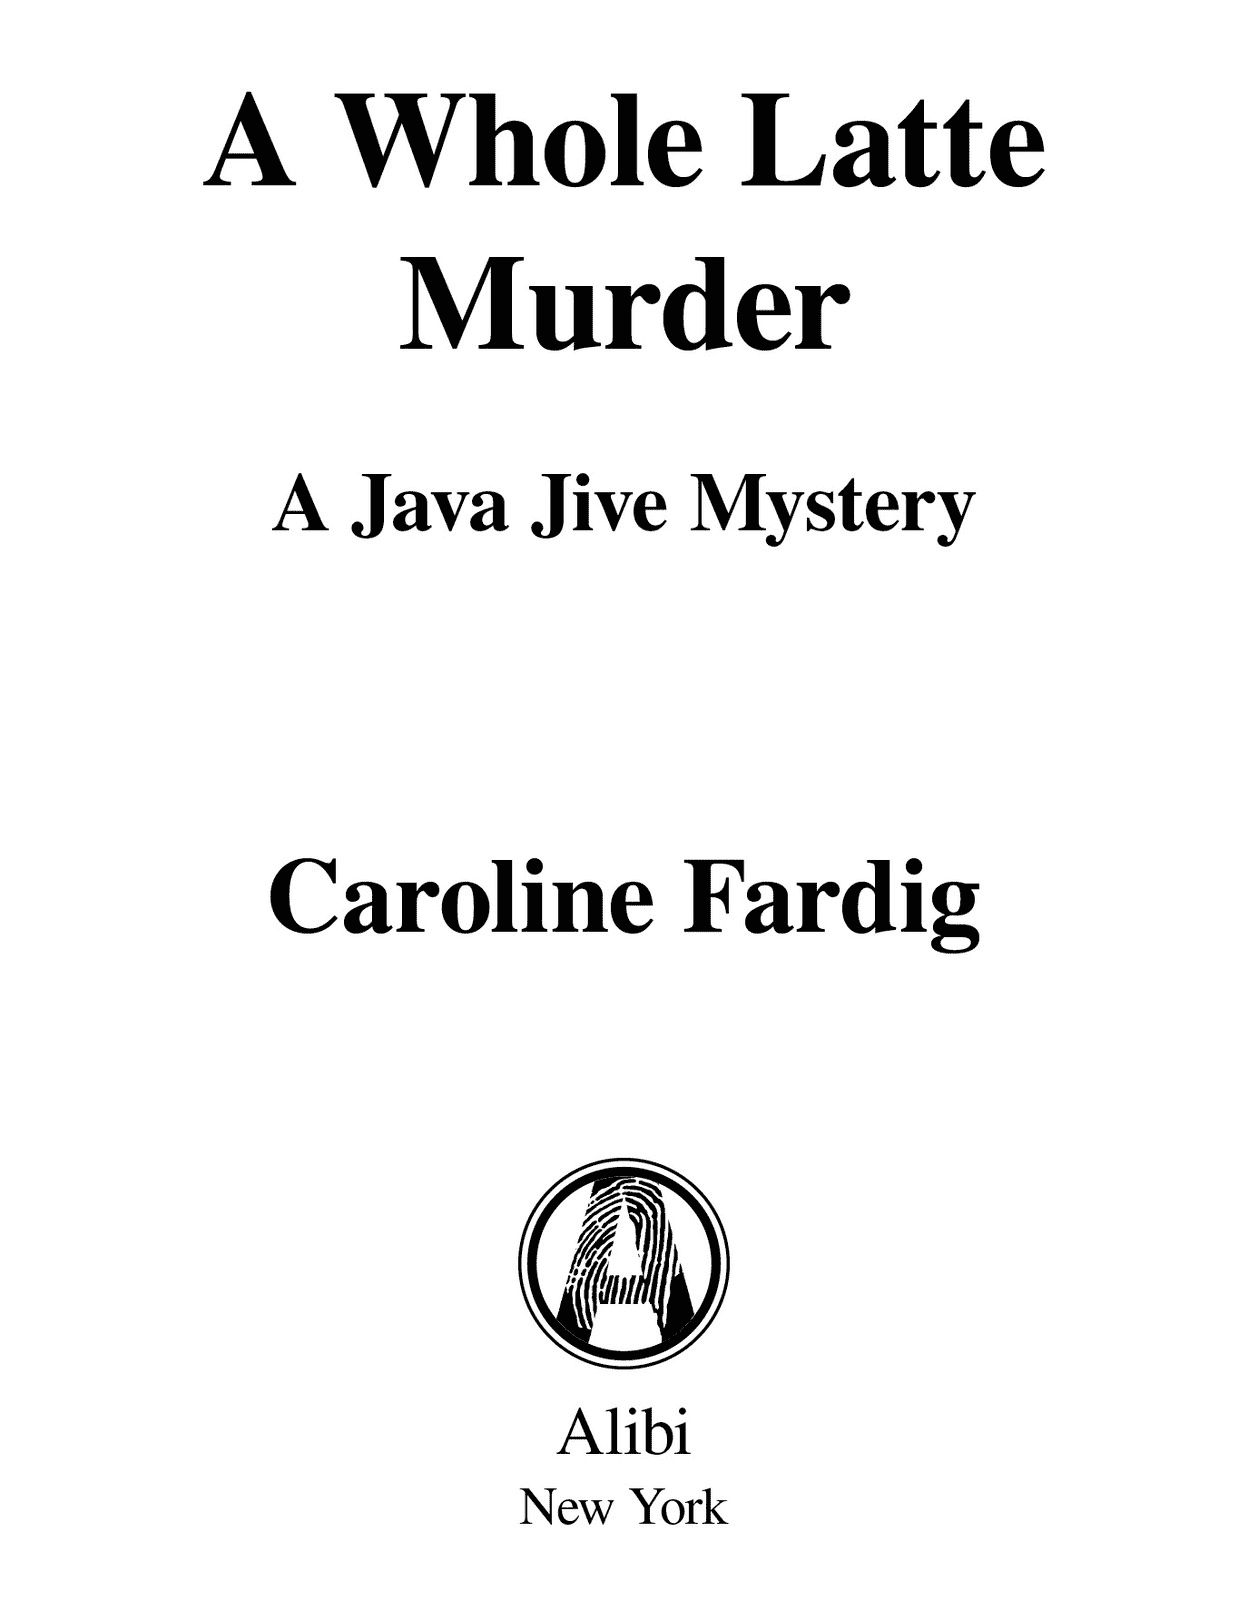 A Whole Latte
Murder
A Java Jive Mystery
Caroline Fardig
A
Alibi
New York